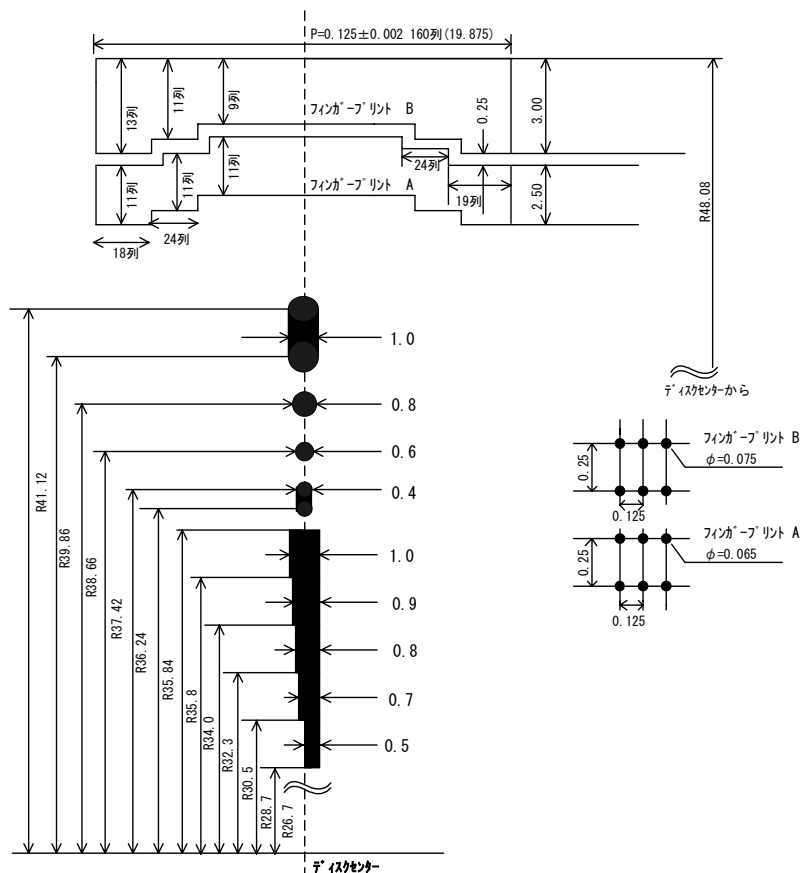 P=0.125±0.002 160列(19.875)
13列
11列
9列
フィンガープリント B
0.25
3.00
11列
11列
11列
フィンガープリント A
24列
19列
2.50
18列
24列
R48.08
ディスクセンターから
1.0
0.8
0.6
0.4
1.0
0.9
0.8
0.7
0.5
R41.12
R39.86
R38.66
R37.42
R36.24
R35.84
R35.8
R34.0
R32.3
R30.5
R28.7
R26.7
ディスクセンター
フィンガープリント B
φ=0.075
0.25
0.125
フィンガープリント A
φ=0.065
0.25
0.125